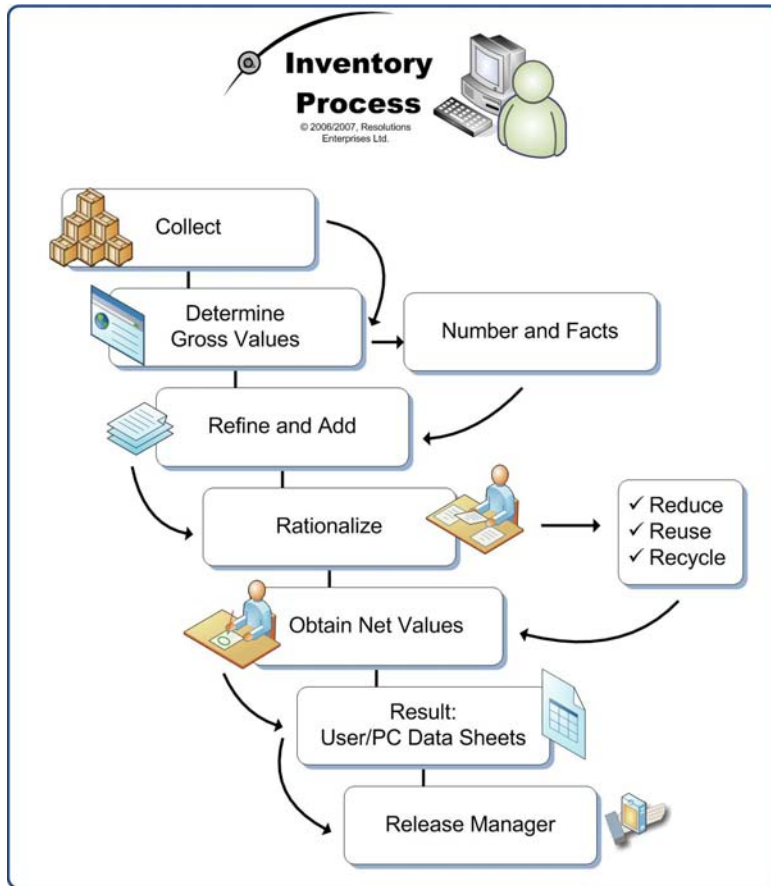 Inventory
Process
© 2006/2007, Resolutions
Enterprises Ltd.
Collect
Determine
Gross Values
Number and Facts
Refine and Add
Rationalize
✓ Reduce
✓ Reuse
✓ Recycle
Obtain Net Values
Result:
User/PC Data Sheets
Release Manager